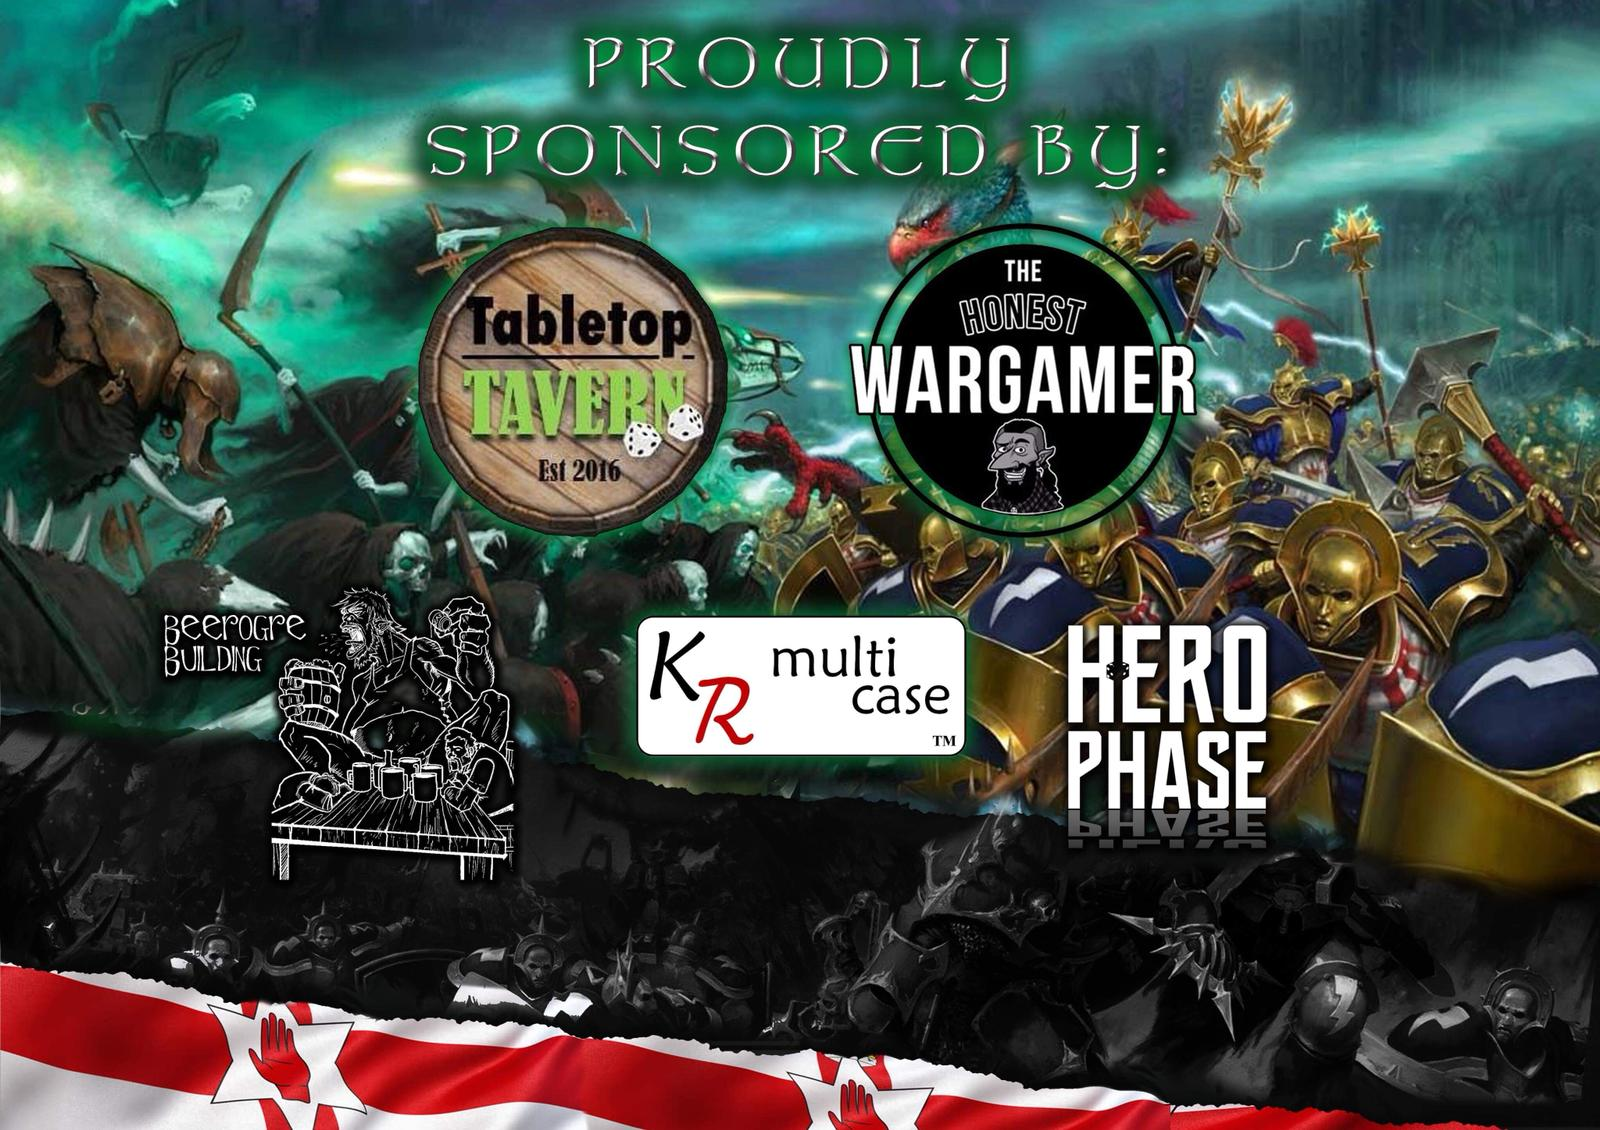 PROUDLY
SPONSORED BY:
Tabletop
TAVERN
Est 2016
THE
HONEST
WARGAMER
BEEROGRE
BUILDING
KR multi
case
TM
HERO
PHASE